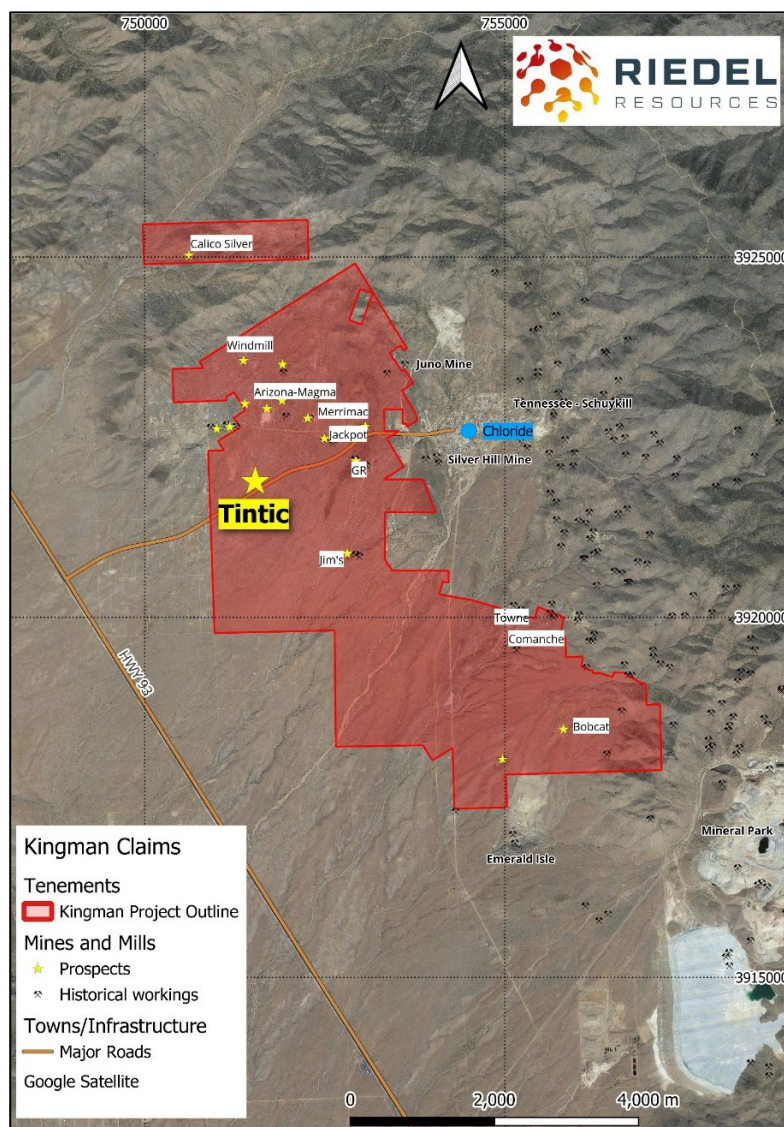 750000
755000
RIEDEL
RESOURCES
Calico Silver
3925000
Windmill
Juno Mine
Arizona-Magma
Tennessee - Schuykill
Merrimac
Chloride
Jackpot
Silver Hill Mine
GR
Tintic
Jim's
Towne
3920000
Comanche
HWY 93
Bobcat
Kingman Claims
Mineral Park
Tenements
Emerald Isle
Kingman Project Outline
Mines and Mills
Prospects
Historical workings
3915000
Towns/Infrastructure
Major Roads
Google Satellite
0
2,000
4,000 m